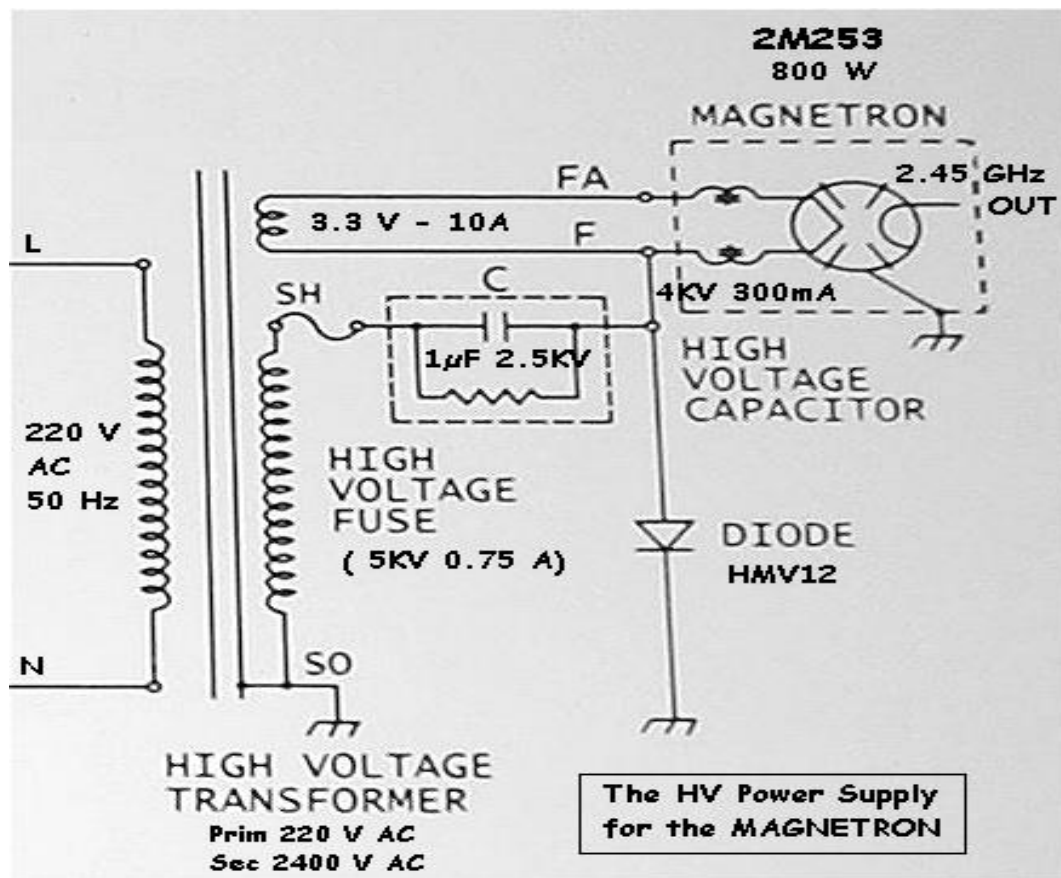 2M253
800 W
MAGNETRON
FA
2.45 GHz
OUT
3.3 V - 10A
F
L
SH
C
4KV 300mA
1µF 2.5KV
HIGH
VOLTAGE
CAPACITOR
220 V
AC
50 Hz
HIGH
VOLTAGE
FUSE
( 5KV 0.75 A)
DIODE
HMV12
N
SO
HIGH VOLTAGE
TRANSFORMER
Prim 220 V AC
Sec 2400 V AC
The HV Power Supply
for the MAGNETRON